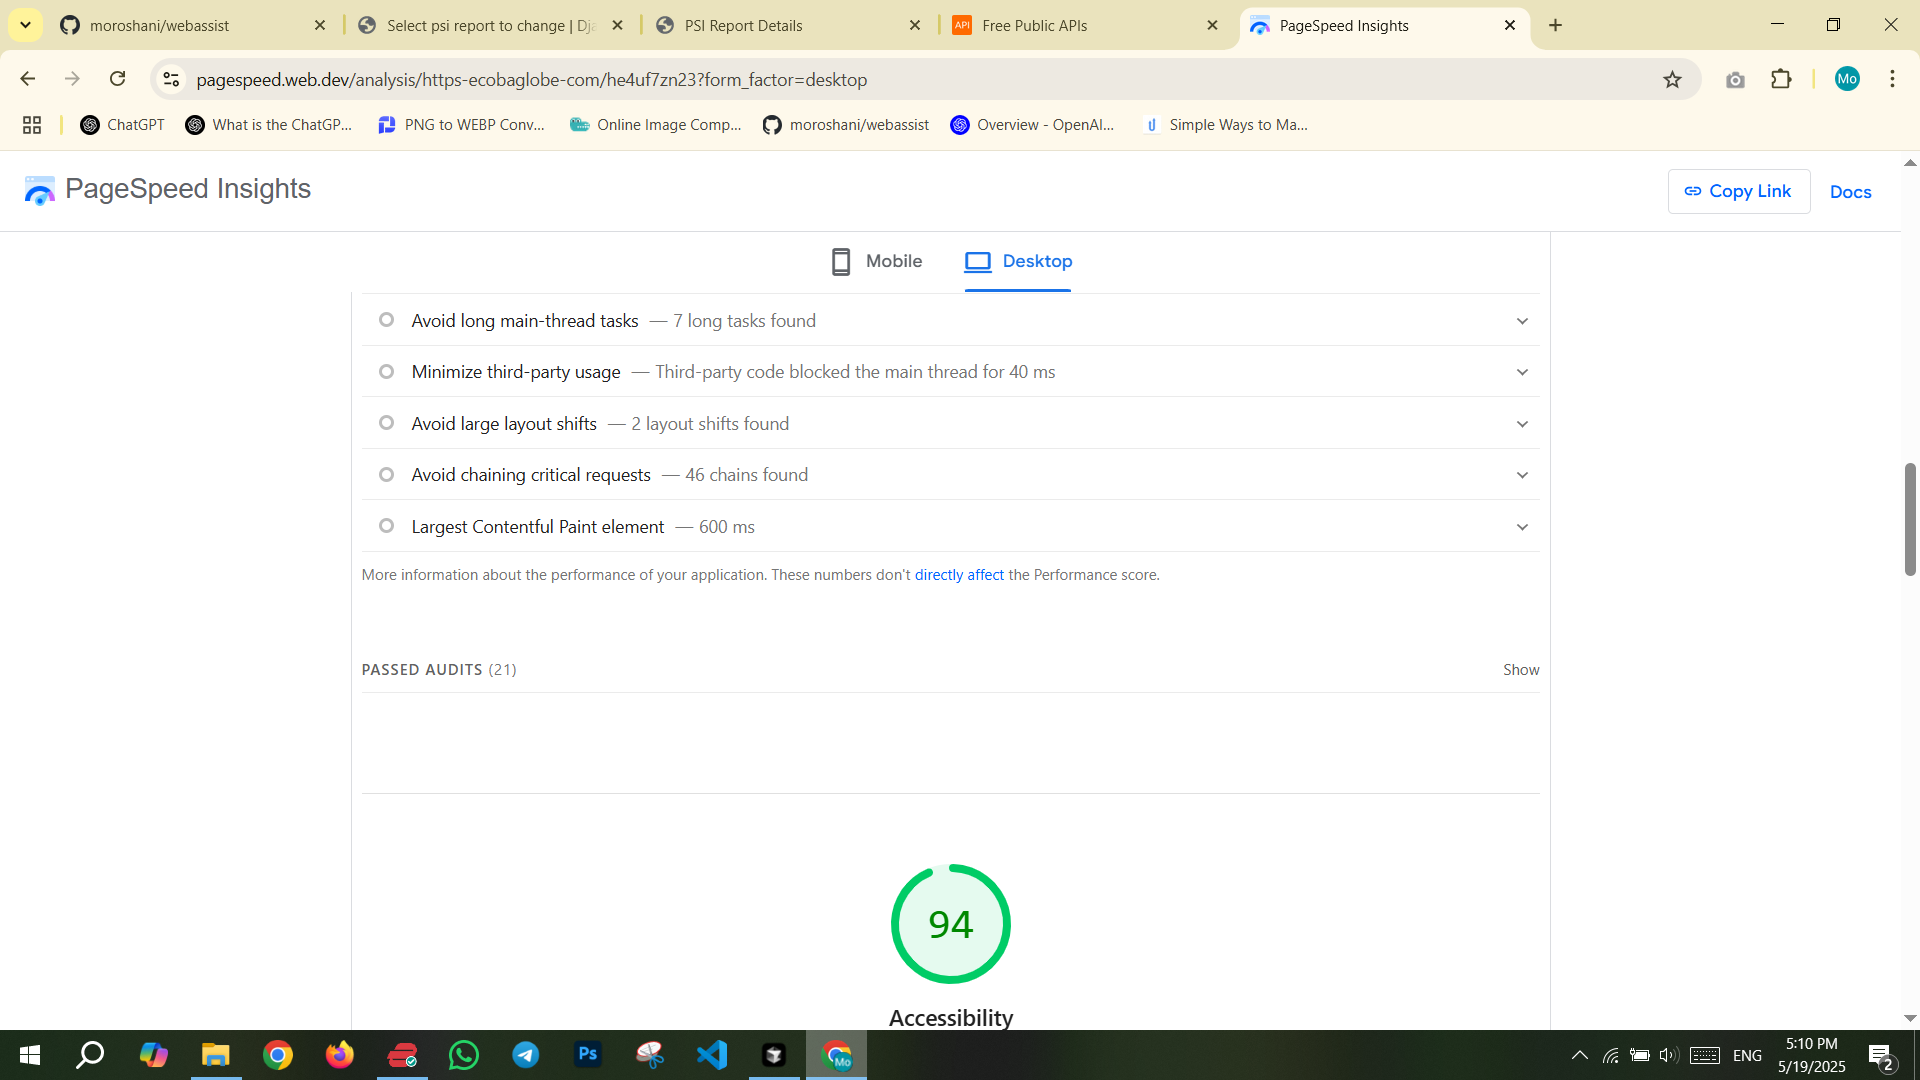 moroshani/webassist
Select psi report to change | Dja
PSI Report Details
API
Free Public APIs
PageSpeed Insights
pagespeed.web.dev/analysis/https-ecobaglobe-com/he4uf7zn23?form_factor=desktop
Mo
ChatGPT
What is the ChatGP...
PNG to WEBP Conv...
Online Image Comp...
moroshani/webassist
Overview - OpenAI...
Simple Ways to Ma...
PageSpeed Insights
Copy Link
Docs
Mobile
Desktop
Avoid long main-thread tasks — 7 long tasks found
Minimize third-party usage — Third-party code blocked the main thread for 40 ms
Avoid large layout shifts — 2 layout shifts found
Avoid chaining critical requests — 46 chains found
Largest Contentful Paint element — 600 ms
More information about the performance of your application. These numbers don't directly affect the Performance score.
PASSED AUDITS (21)
Show
94
Accessibility
Ps
Mo
ENG
5:10 PM
5/19/2025
2